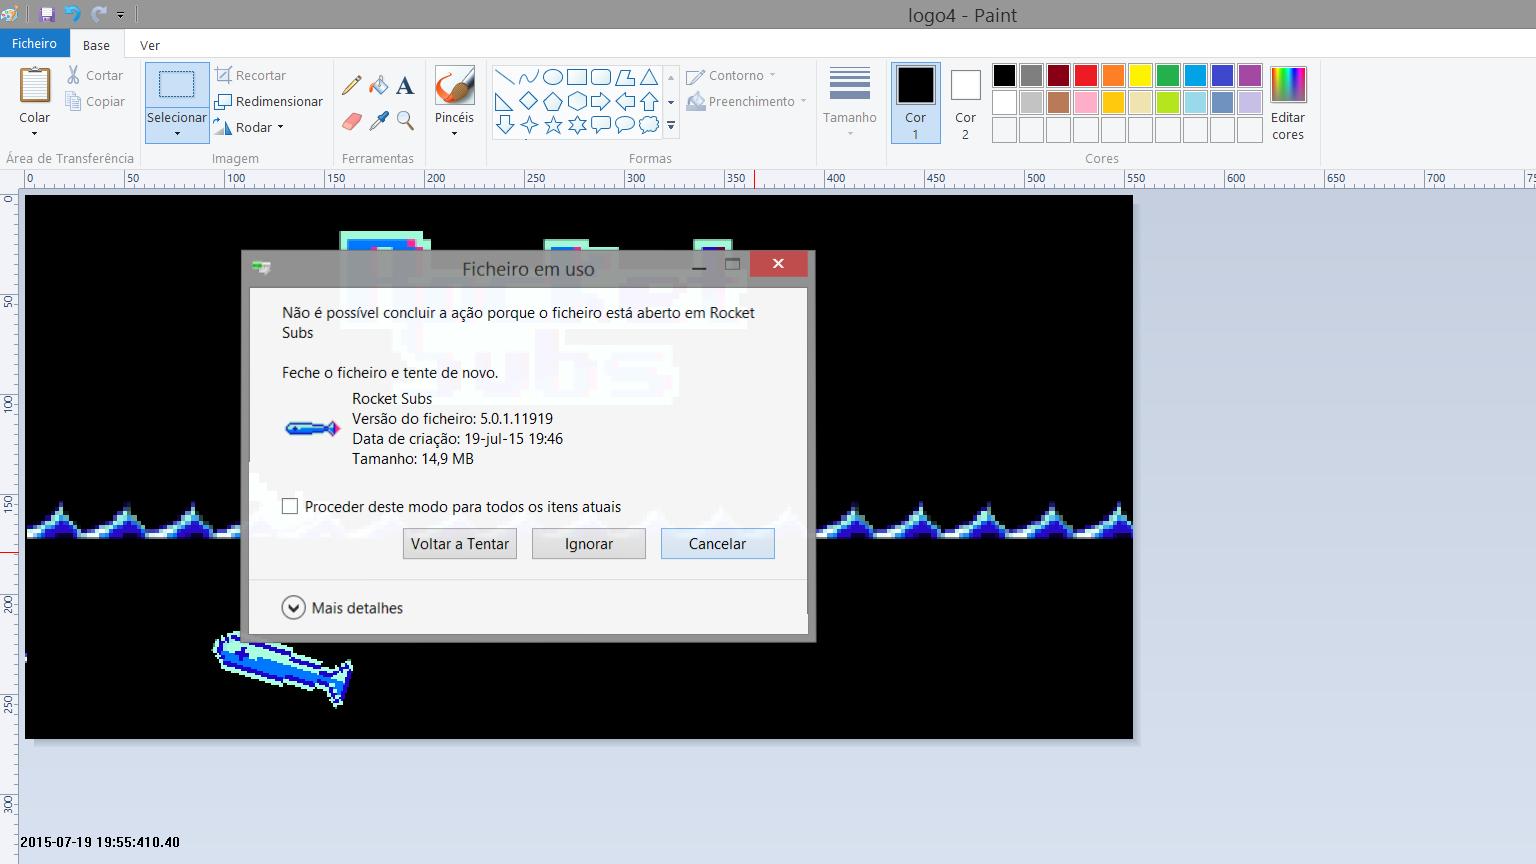 logo4 - Paint
Ficheiro Base Ver
Colar
Cortar
Copiar
Área de Transferência
Selecionar
Recortar
Redimensionar
Rodar
Imagem
A
Ferramentas
Pincéis
Contorno
Preenchimento
Formas
Tamanho
Cor
1
Cor
2
Editar
cores
Cores
0 50 100 150 200 250 300 350 400 450 500 550 600 650 700
0
50
100
150
200
250
300
Ficheiro em uso
Não é possível concluir a ação porque o ficheiro está aberto em Rocket
Subs
Feche o ficheiro e tente de novo.
Rocket Subs
Versão do ficheiro: 5.0.1.11919
Data de criação: 19-jul-15 19:46
Tamanho: 14,9 MB
Proceder deste modo para todos os itens atuais
Voltar a Tentar Ignorar Cancelar
Mais detalhes
2015-07-19 19:55:410.40